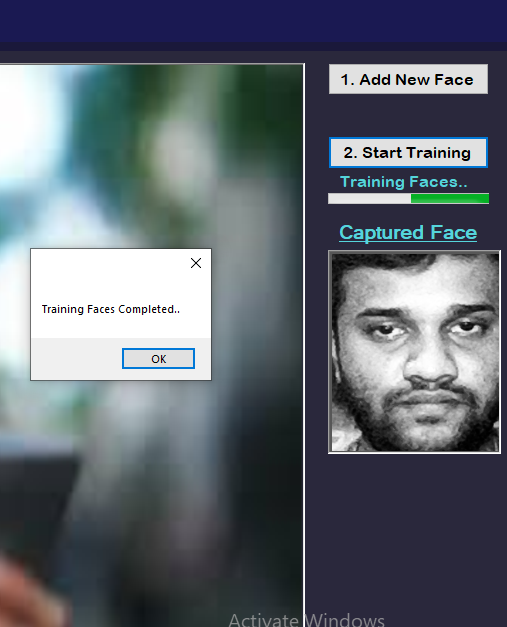 1. Add New Face
2. Start Training
Training Faces..
Captured Face
Training Faces Completed..
OK
Activate Windows